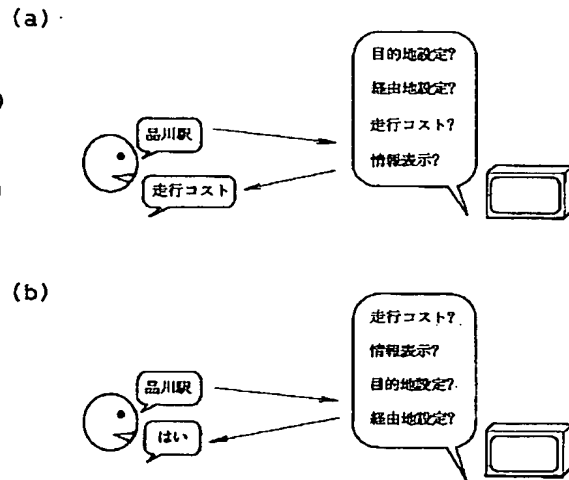 (a)
目的地設定?
経由地設定?
走行コスト?
情報表示?
品川駅
走行コスト
(b)
走行コスト?
情報表示?
目的地設定?
経由地設定?
品川駅
はい